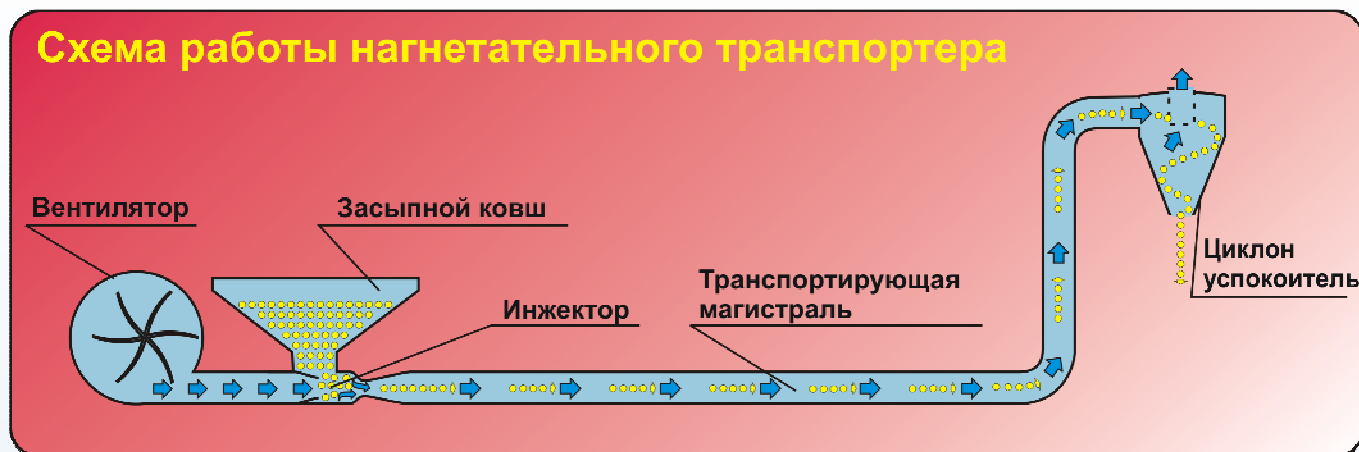 Схема работы нагнетательного транспортера
Вентилятор
Засыпной ковш
Инжектор
Транспортирующая
магистраль
Циклон
успокоитель